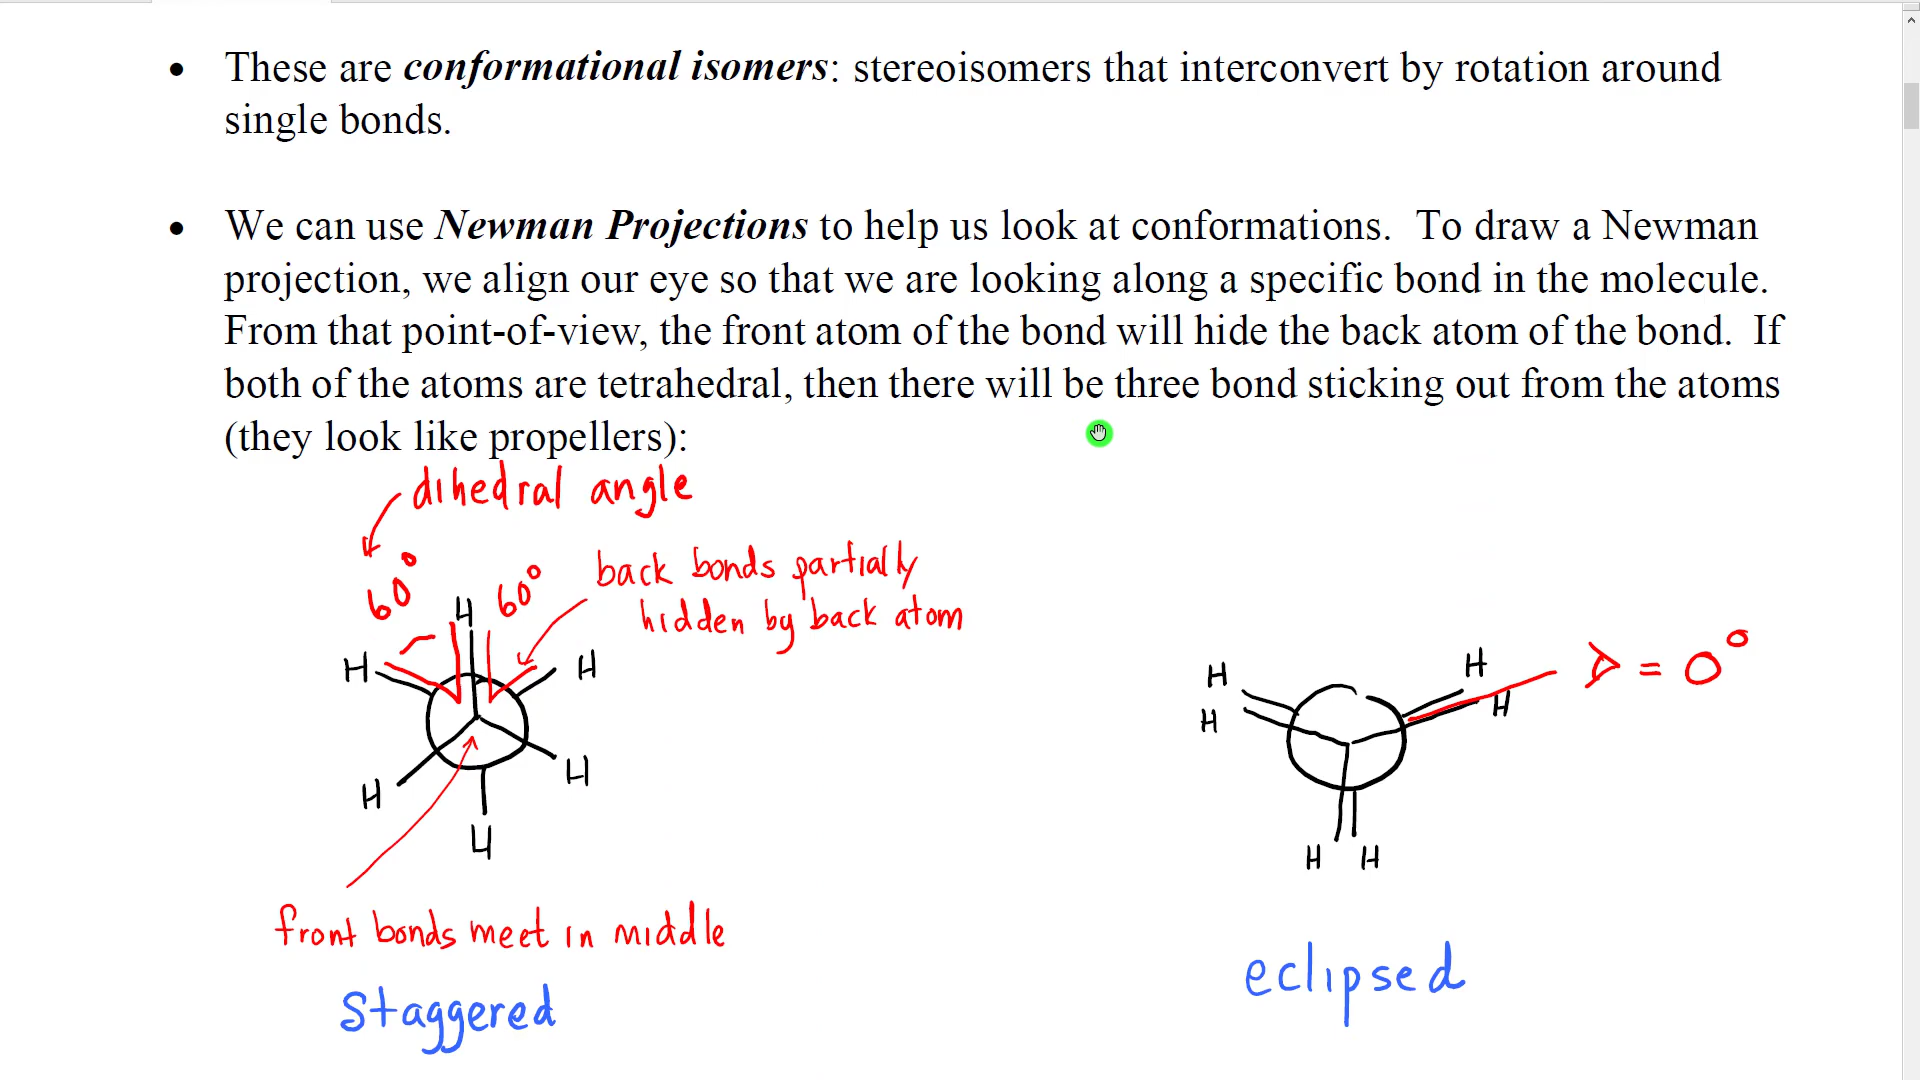 • These are conformational isomers: stereoisomers that interconvert by rotation around
single bonds.
• We can use Newman Projections to help us look at conformations. To draw a Newman
projection, we align our eye so that we are looking along a specific bond in the molecule.
From that point-of-view, the front atom of the bond will hide the back atom of the bond. If
both of the atoms are tetrahedral, then there will be three bond sticking out from the atoms
(they look like propellers):
dihedral angle
60° 60°
back bonds partially
hidden by back atom
H
H H
H H
H
front bonds meet in middle
staggered
H H
H H
= 0°
H H
eclipsed